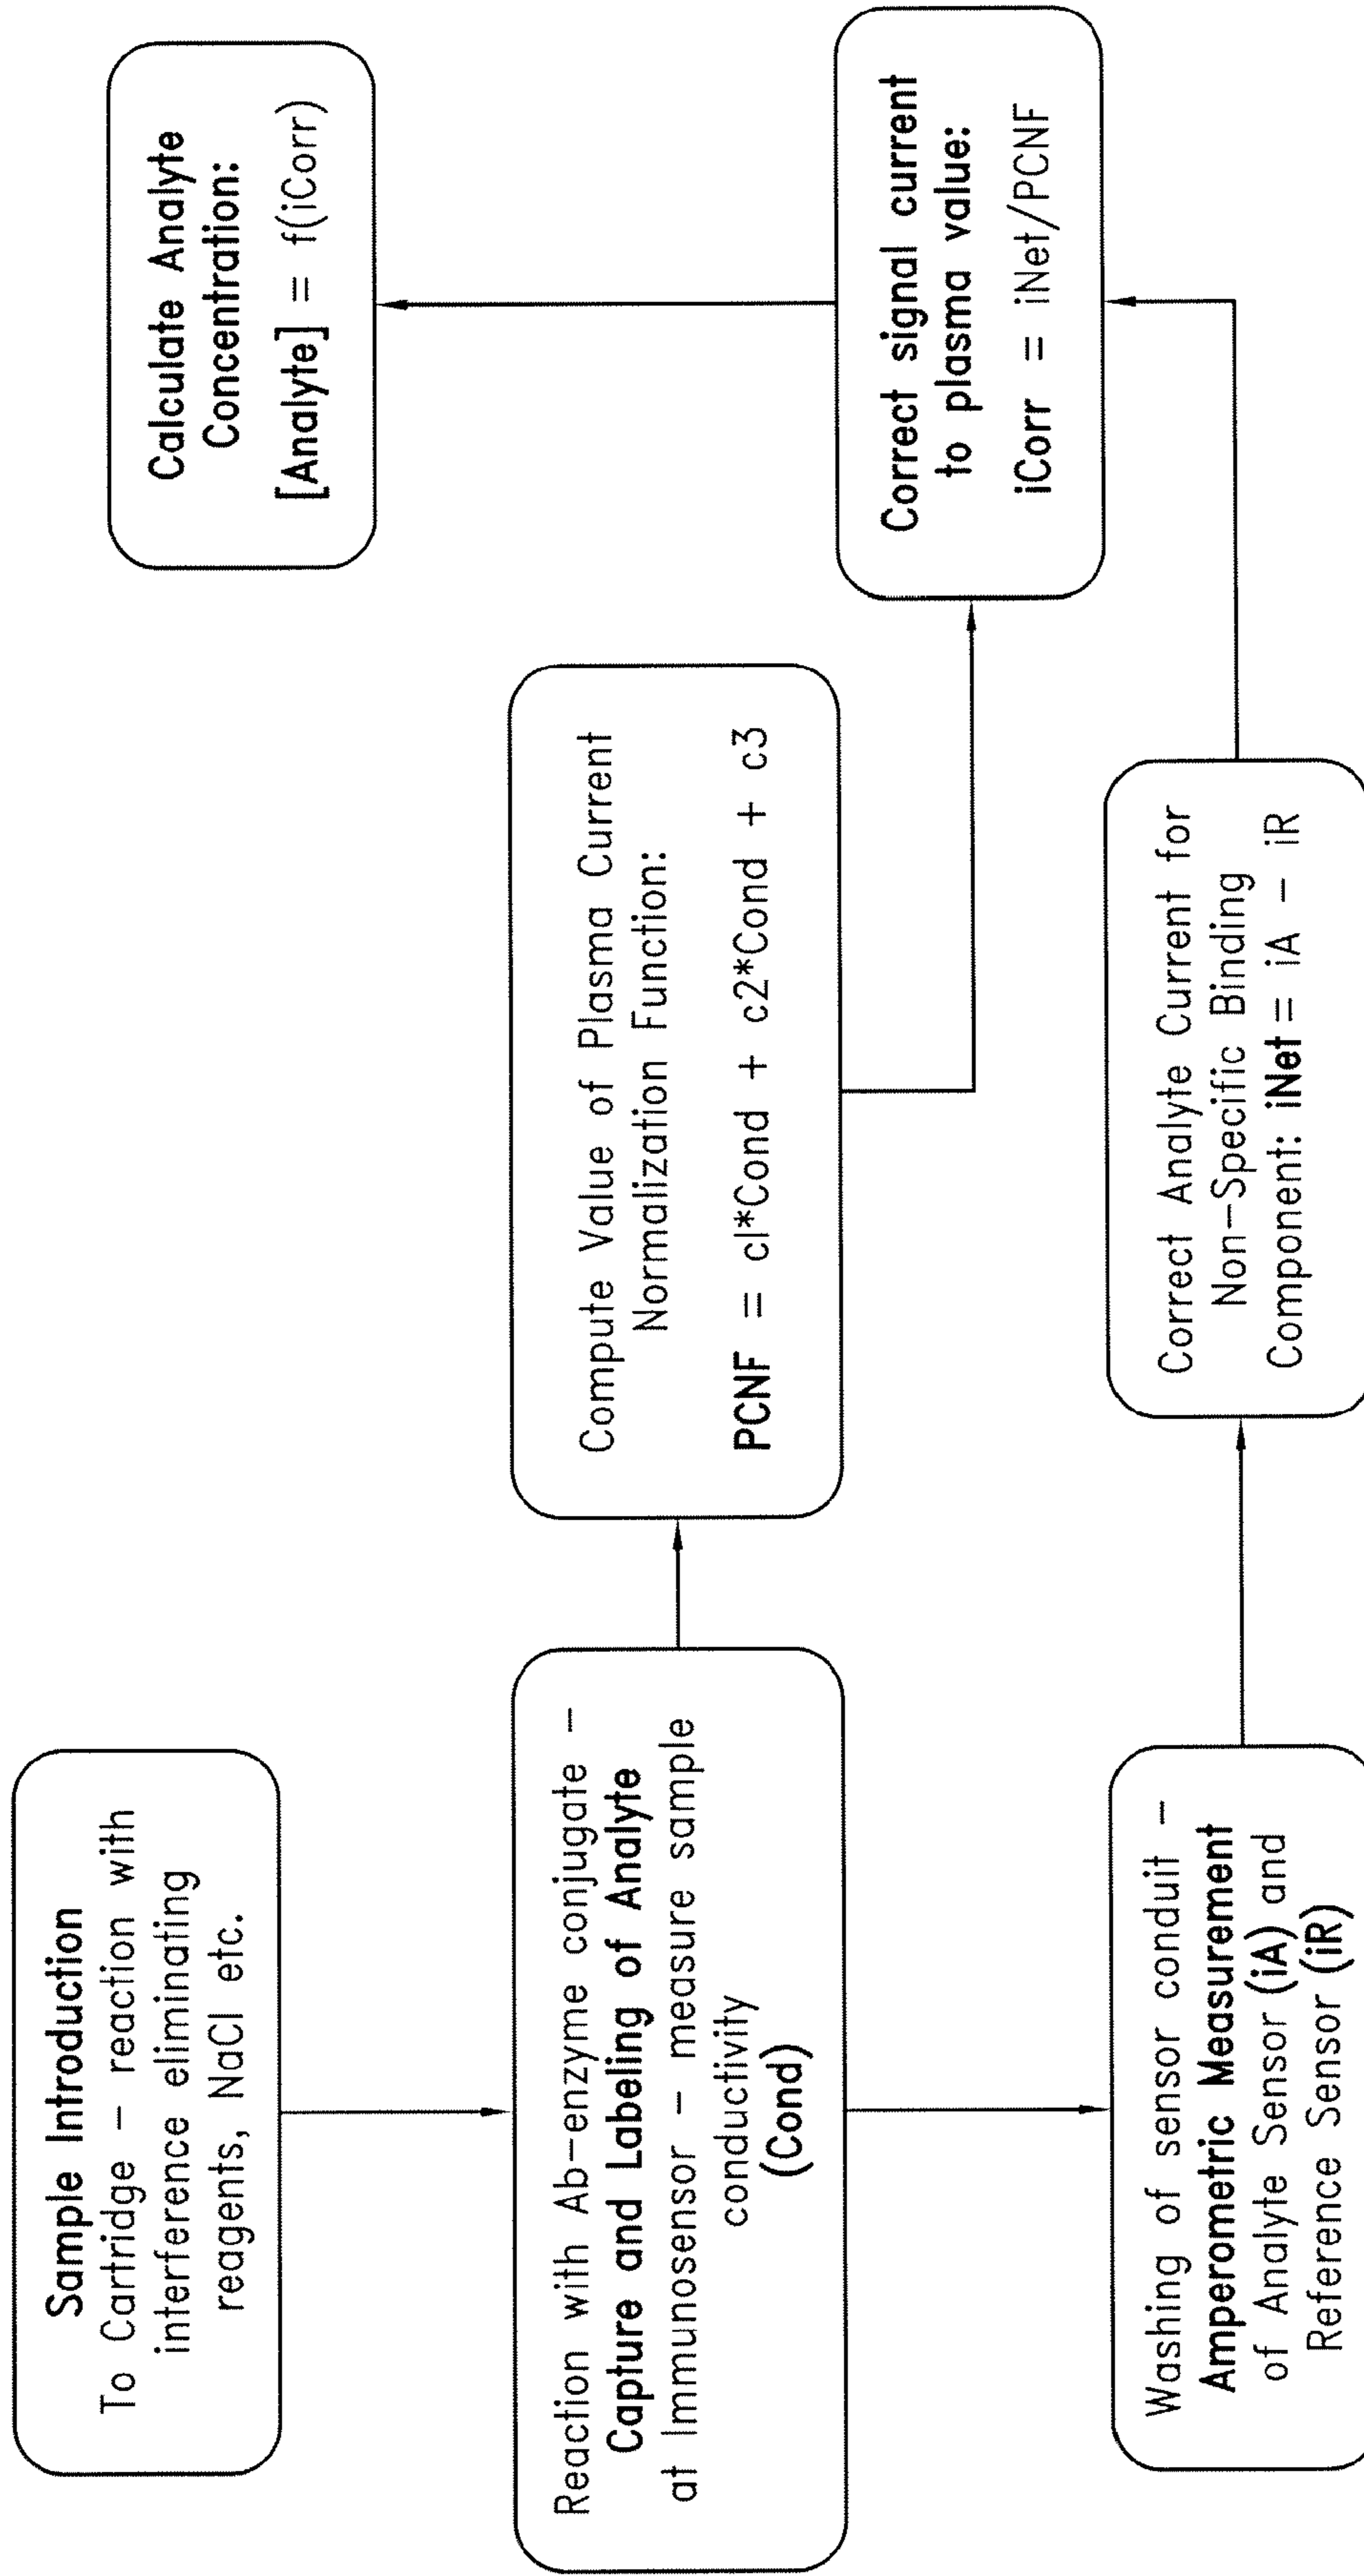 Sample Introduction
To Cartridge – reaction with
interference eliminating
reagents, NaCl etc.
Reaction with Ab–enzyme conjugate –
Capture and Labeling of Analyte
at Immunosensor – measure sample
conductivity
(Cond)
Washing of sensor conduit –
Amperometric Measurement
of Analyte Sensor (iA) and
Reference Sensor (iR)
Compute Value of Plasma Current
Normalization Function:
PCNF = cl*Cond + c2*Cond + c3
Correct Analyte Current for
Non–Specific Binding
Component: iNet = iA – iR
Correct signal current
to plasma value:
iCorr = iNet/PCNF
Calculate Analyte
Concentration:
[Analyte] = f(iCorr)